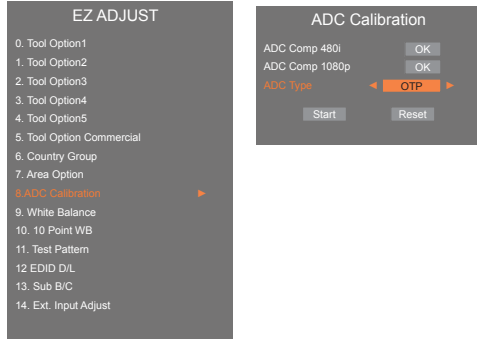 EZ ADJUST
0. Tool Option1
1. Tool Option2
2. Tool Option3
3. Tool Option4
4. Tool Option5
5. Tool Option Commercial
6. Country Group
7. Area Option
8.ADC Calibration ►
9. White Balance
10. 10 Point WB
11. Test Pattern
12 EDID D/L
13. Sub B/C
14. Ext. Input Adjust
ADC Calibration
ADC Comp 480i OK
ADC Comp 1080p OK
ADC Type ◄ OTP ►
Start Reset